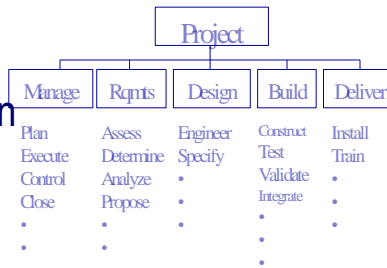 Project
Manage Rqmts Design Build Deliver
n
Plan
Execute
Control
Close
•
•
Assess
Determine
Analyze
Propose
•
•
Engineer
Specify
•
•
•
Construct
Test
Validate
Integrate
•
•
•
Install
Train
•
•
•